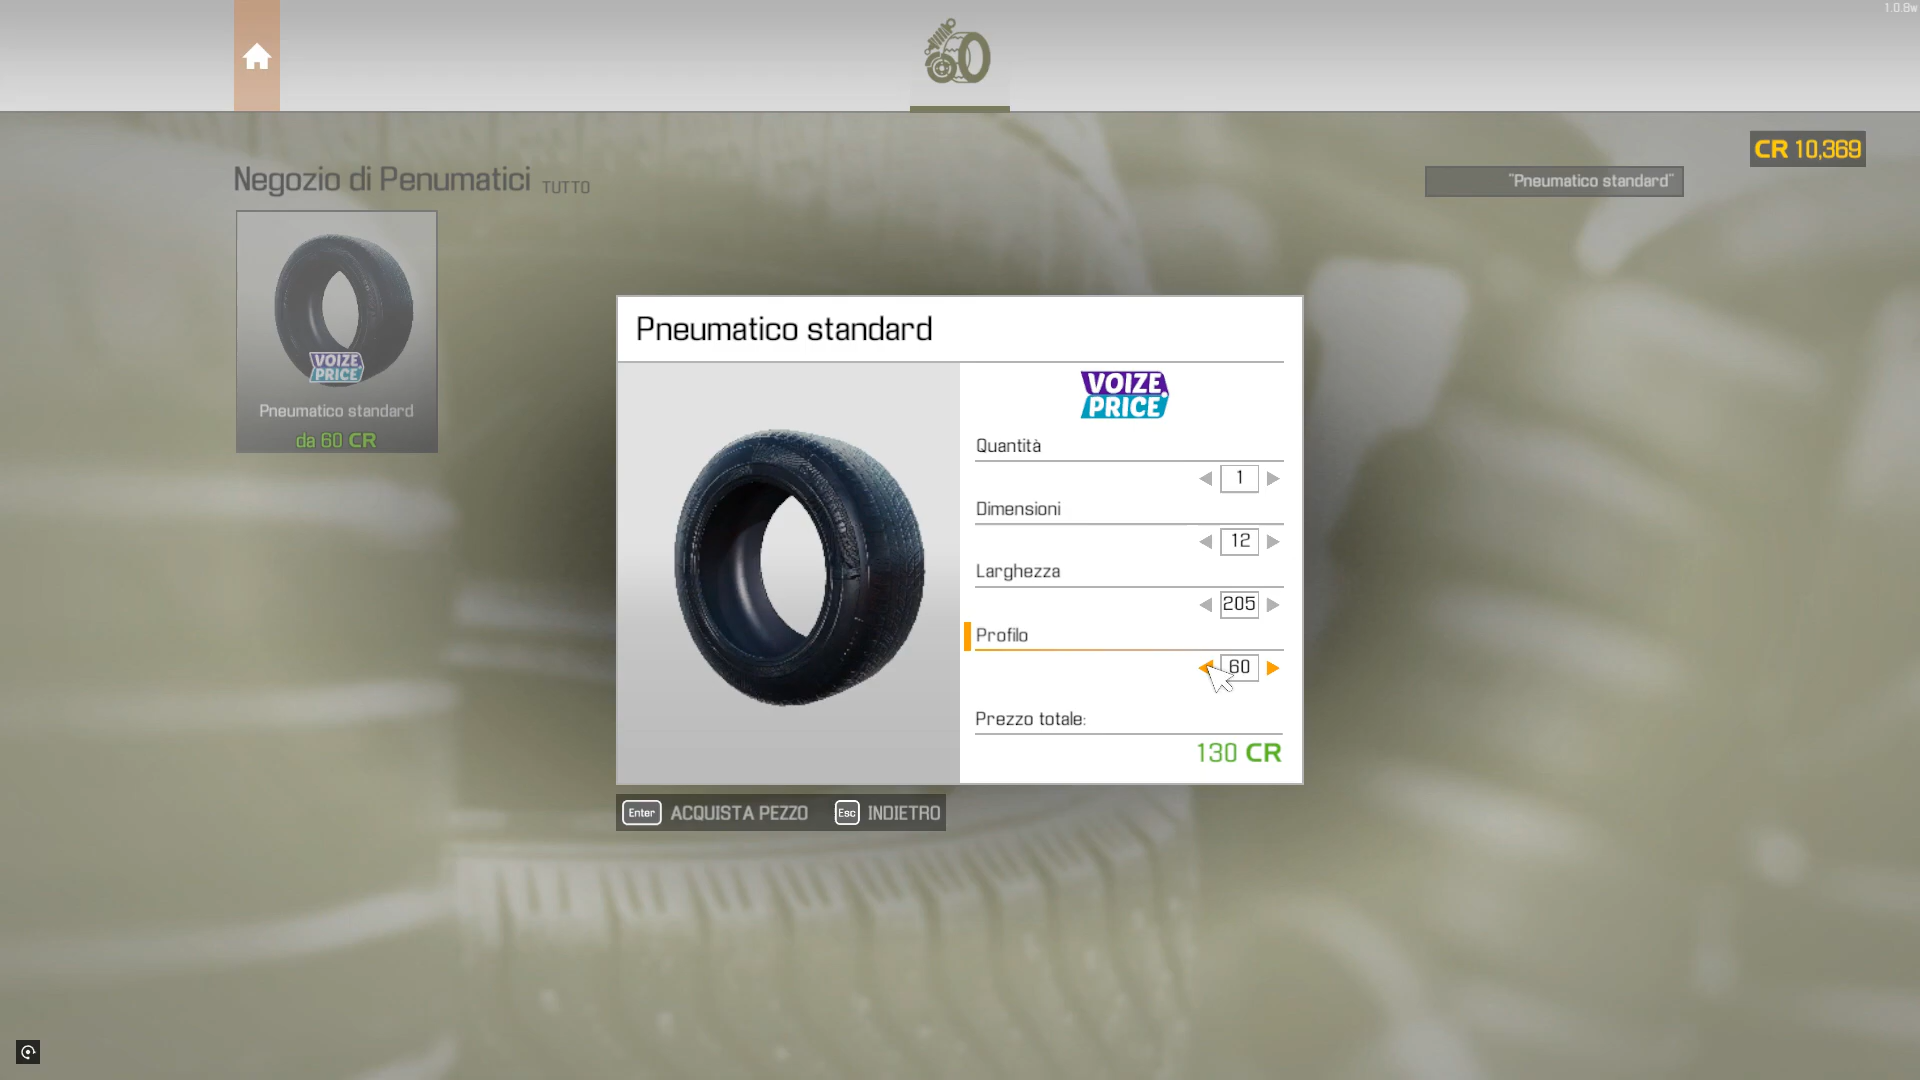 1.0.8w
CR 10,369
Negozio di Penumatici TUTTO
"Pneumatico standard"
VOIZE
PRICE
Pneumatico standard
da 60 CR
Pneumatico standard
VOIZE
PRICE
Quantità
1
Dimensioni
12
Larghezza
205
Profilo
60
Prezzo totale:
130 CR
Enter ACQUISTA PEZZO Esc INDIETRO